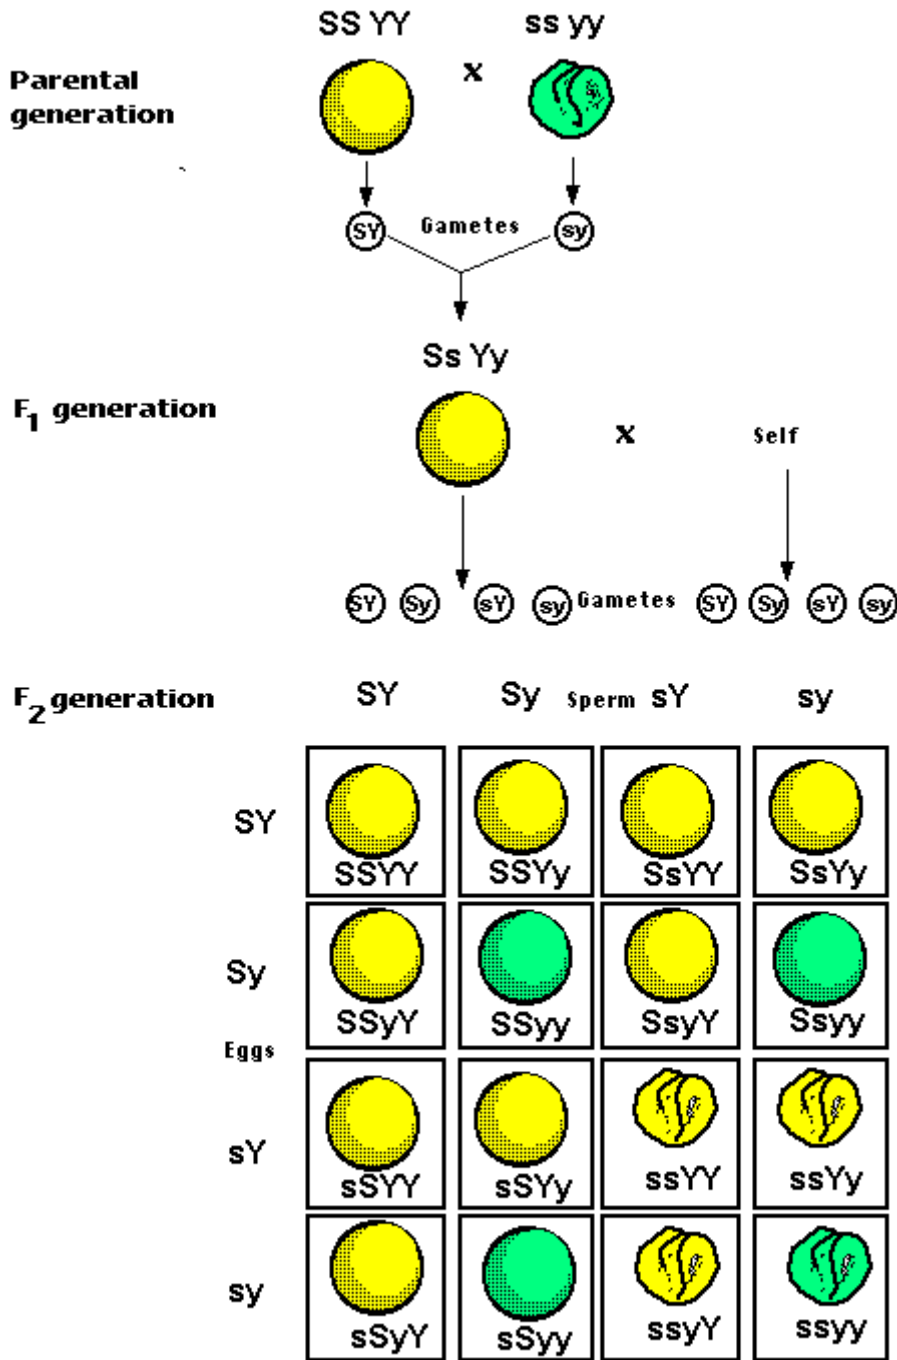 SS YY
ss yy
x
Parental
generation
SY
Gametes
sy
Ss Yy
F1 generation
x
Self
SY Sy sY sy Gametes SY Sy sY sy
F2 generation
SY Sy Sperm sY sy
SY
SSYY SSYy SsYY SsYy
Sy
SSyY SSyy SsyY Ssyy
Eggs
sY
sSYY sSYy ssYY ssYy
sy
sSyY sSyy ssyY ssyy